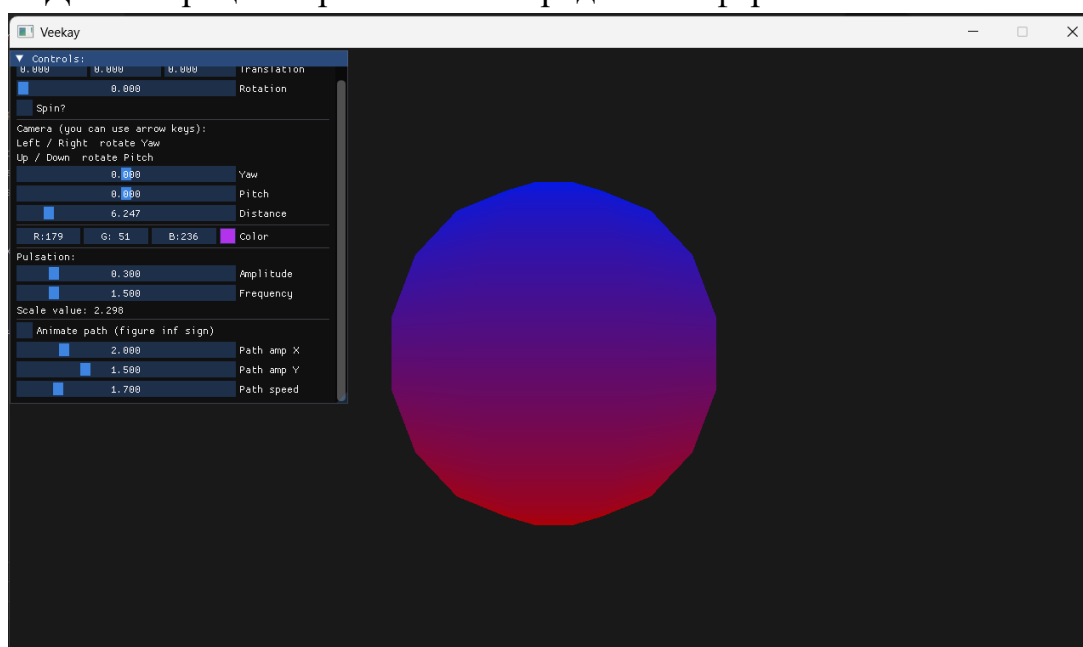 Veekay
Controls:
0.000 0.000 0.000 Translation
0.000 Rotation
Spin?
Camera (you can use arrow keys):
Left / Right rotate Yaw
Up / Down rotate Pitch
0.000 Yaw
0.000 Pitch
6.247 Distance
R:179 G: 51 B:236 Color
Pulsation:
0.300 Amplitude
1.500 Frequency
Scale value: 2.298
Animate path (figure inf sign)
2.000 Path amp X
1.500 Path amp Y
1.700 Path speed